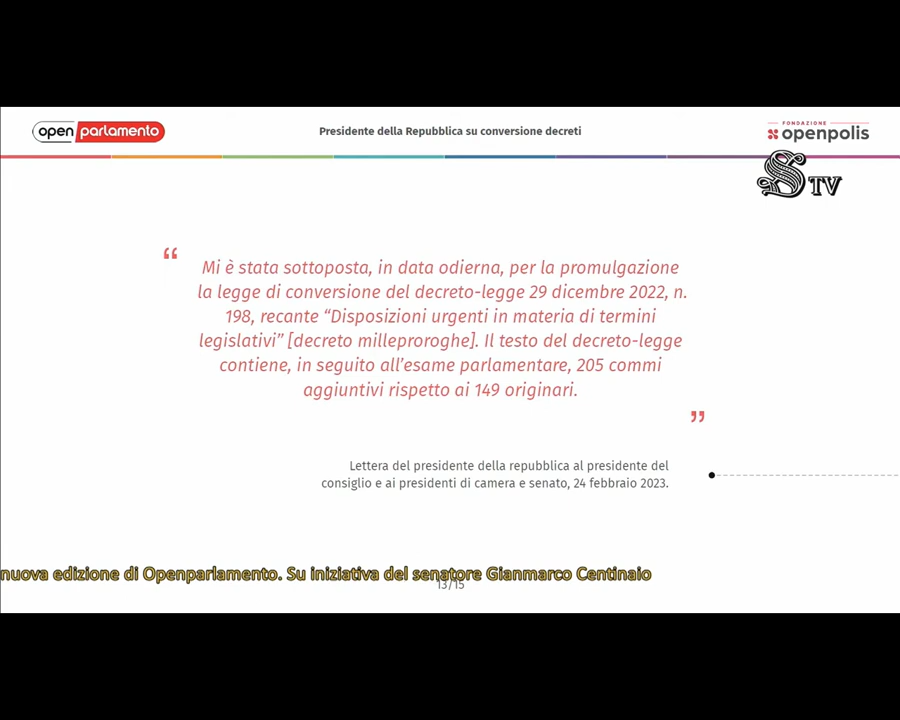 open parlamento
Presidente della Repubblica su conversione decreti
FONDAZIONE
openpolis
S TV
“
Mi è stata sottoposta, in data odierna, per la promulgazione
la legge di conversione del decreto-legge 29 dicembre 2022, n.
198, recante “Disposizioni urgenti in materia di termini
legislativi” [decreto milleproroghe]. Il testo del decreto-legge
contiene, in seguito all’esame parlamentare, 205 commi
aggiuntivi rispetto ai 149 originari.
”
Lettera del presidente della repubblica al presidente del
consiglio e ai presidenti di camera e senato, 24 febbraio 2023.
nuova edizione di Openparlamento. Su iniziativa del senatore Gianmarco Centinaio
13/15